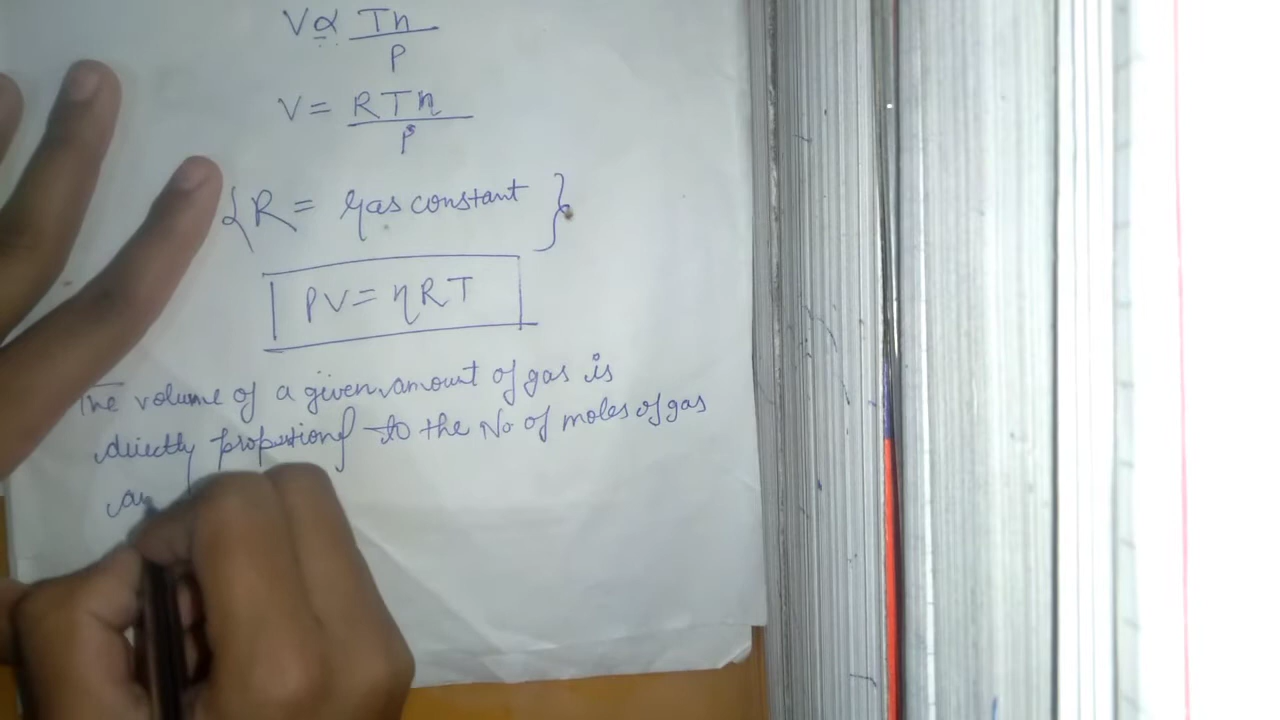 V ∝ Tn / P
V = RTn / P
{R = gas constant}
PV = nRT
The volume of a given amount of gas is
directly proportional to the No of moles of gas